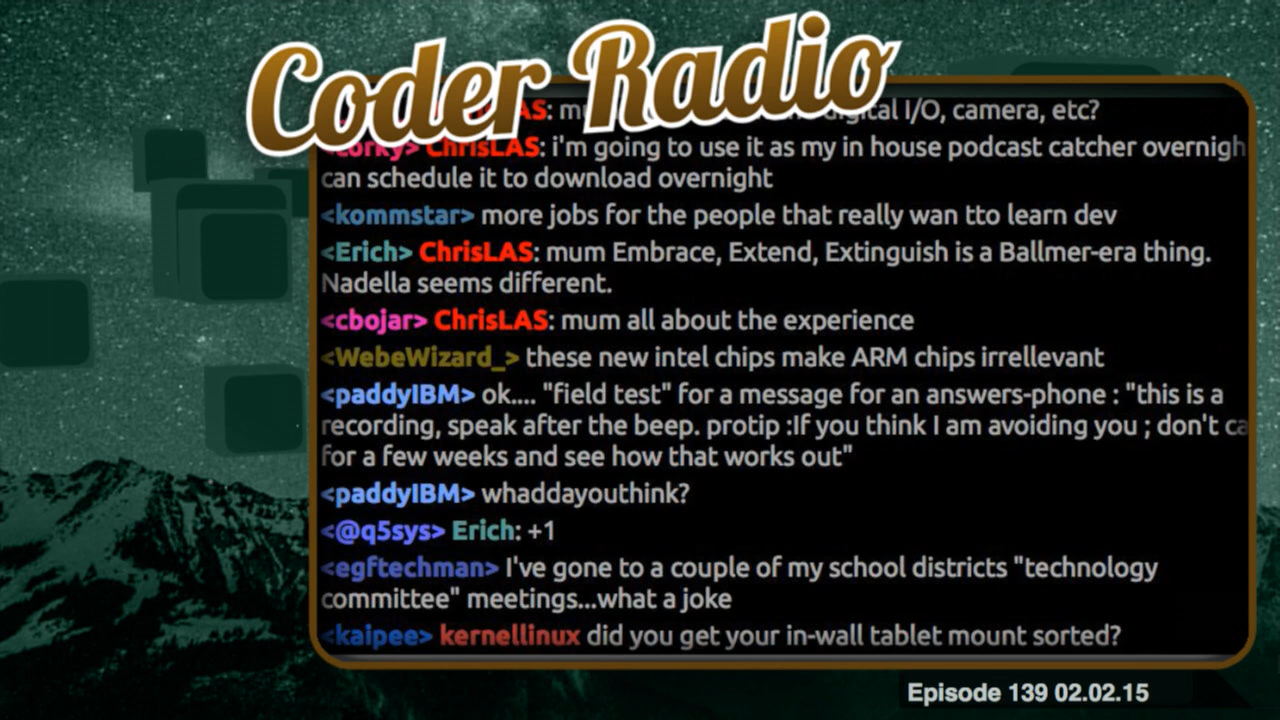 Coder Radio
AS: m gital I/O, camera, etc?
<corky> ChrisLAS: i'm going to use it as my in house podcast catcher overnigh
can schedule it to download overnight
<kommstar> more jobs for the people that really wan tto learn dev
<Erich> ChrisLAS: mum Embrace, Extend, Extinguish is a Ballmer-era thing.
Nadella seems different.
<cbojar> ChrisLAS: mum all about the experience
<WebeWizard_> these new intel chips make ARM chips irrellevant
<paddyIBM> ok.... "field test" for a message for an answers-phone : "this is a
recording, speak after the beep. protip :If you think I am avoiding you ; don't ca
for a few weeks and see how that works out"
<paddyIBM> whaddayouthink?
<@q5sys> Erich: +1
<egftechman> I've gone to a couple of my school districts "technology
committee" meetings...what a joke
<kaipee> kernellinux did you get your in-wall tablet mount sorted?
Episode 139 02.02.15